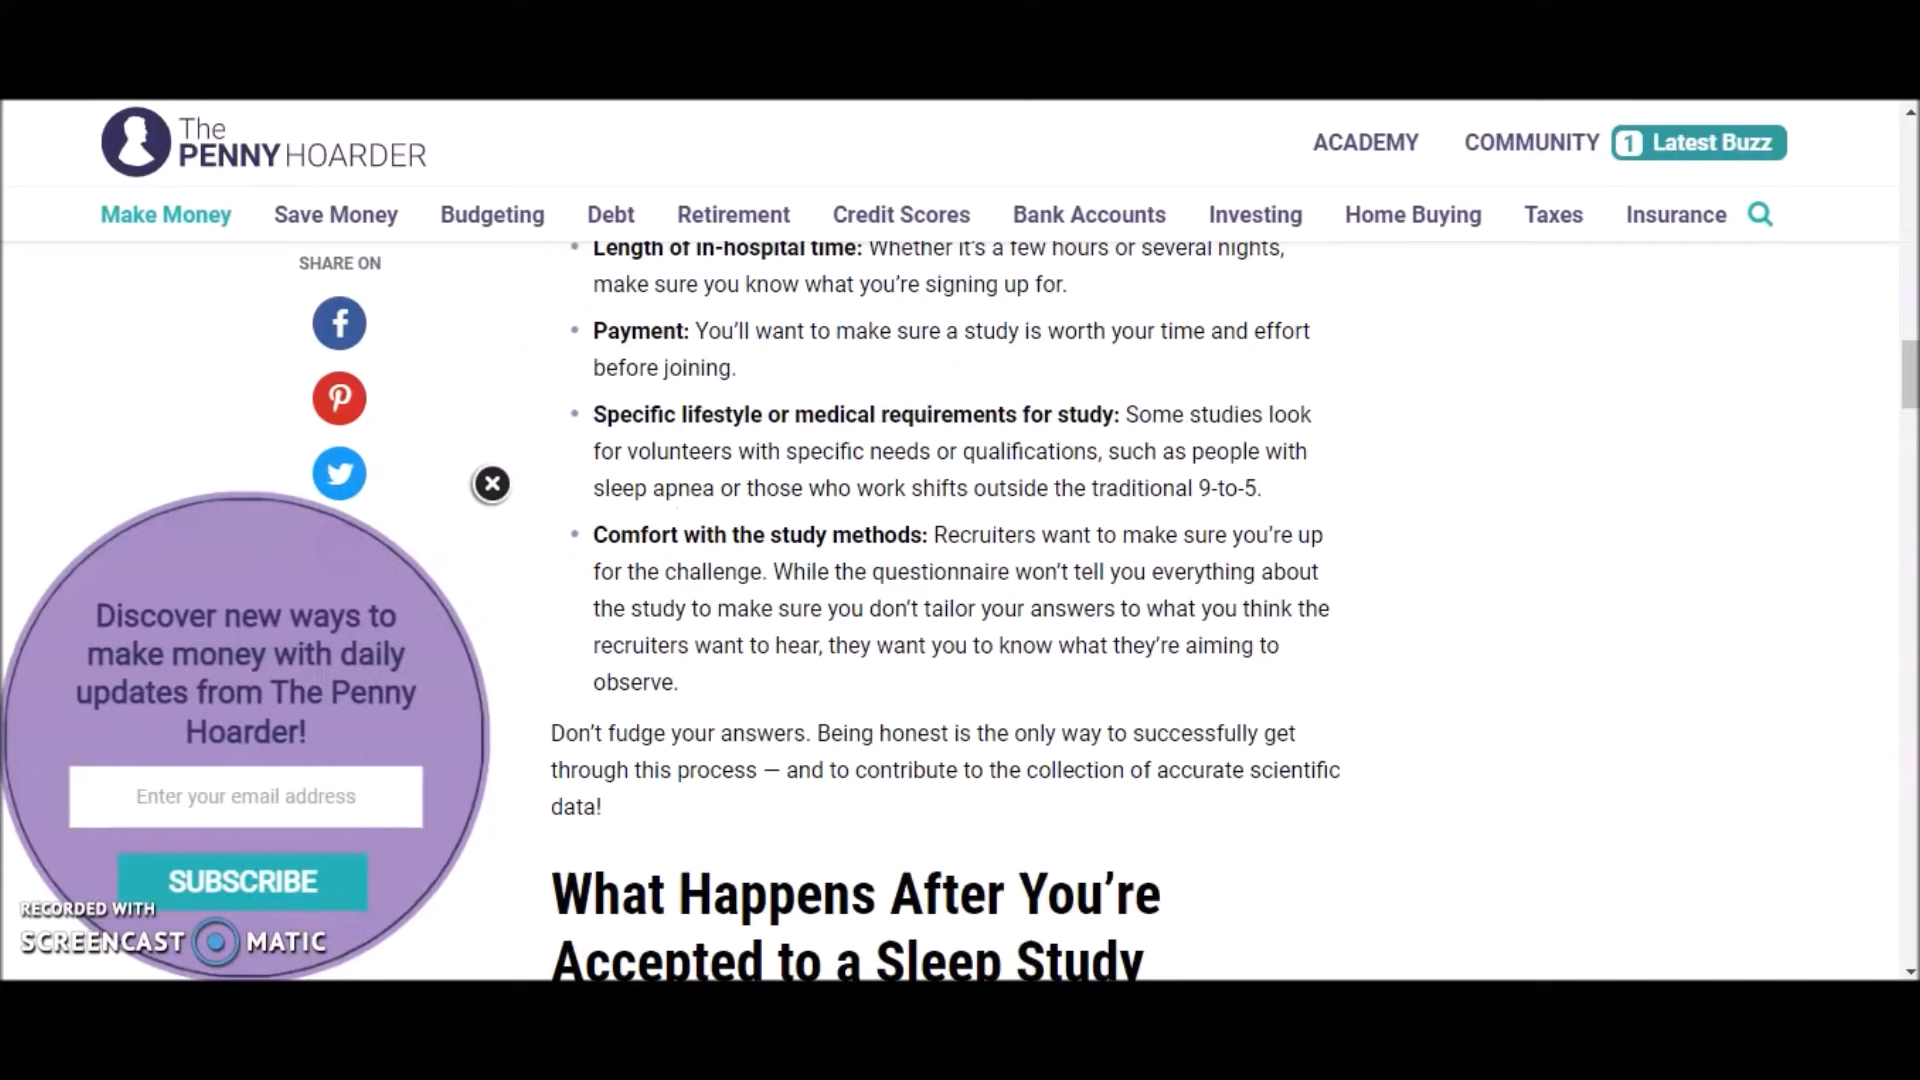 The
PENNY HOARDER
ACADEMY
COMMUNITY
1 Latest Buzz
Make Money
Save Money
Budgeting
Debt
Retirement
Credit Scores
Bank Accounts
Investing
Home Buying
Taxes
Insurance
SHARE ON
Length of in-hospital time: Whether it's a few hours or several nights,
make sure you know what you're signing up for.
Payment: You'll want to make sure a study is worth your time and effort
before joining.
Specific lifestyle or medical requirements for study: Some studies look
for volunteers with specific needs or qualifications, such as people with
sleep apnea or those who work shifts outside the traditional 9-to-5.
Comfort with the study methods: Recruiters want to make sure you're up
for the challenge. While the questionnaire won't tell you everything about
the study to make sure you don't tailor your answers to what you think the
recruiters want to hear, they want you to know what they're aiming to
observe.
Don't fudge your answers. Being honest is the only way to successfully get
through this process — and to contribute to the collection of accurate scientific
data!
What Happens After You're
Accepted to a Sleep Study
Discover new ways to
make money with daily
updates from The Penny
Hoarder!
Enter your email address
SUBSCRIBE
RECORDED WITH
SCREENCAST MATIC